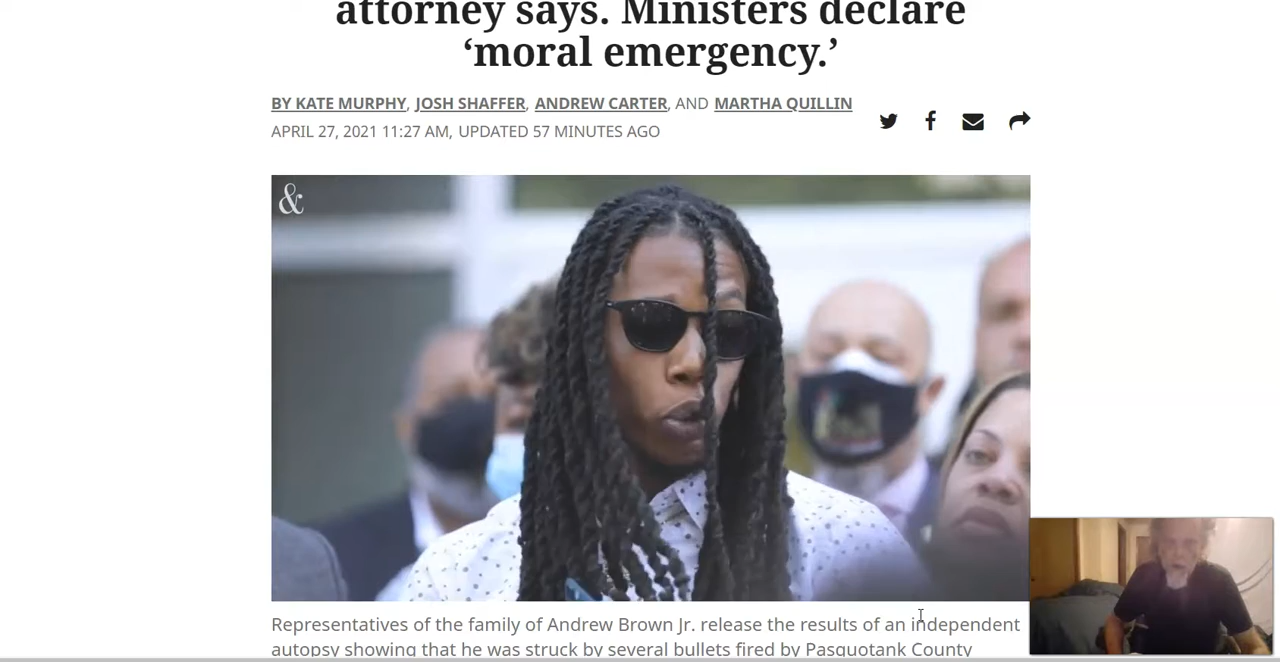 attorney says. Ministers declare
‘moral emergency.’
BY KATE MURPHY, JOSH SHAFFER, ANDREW CARTER, AND MARTHA QUILLIN
APRIL 27, 2021 11:27 AM, UPDATED 57 MINUTES AGO
&
Representatives of the family of Andrew Brown Jr. release the results of an independent
autopsy showing that he was struck by several bullets fired by Pasquotank County